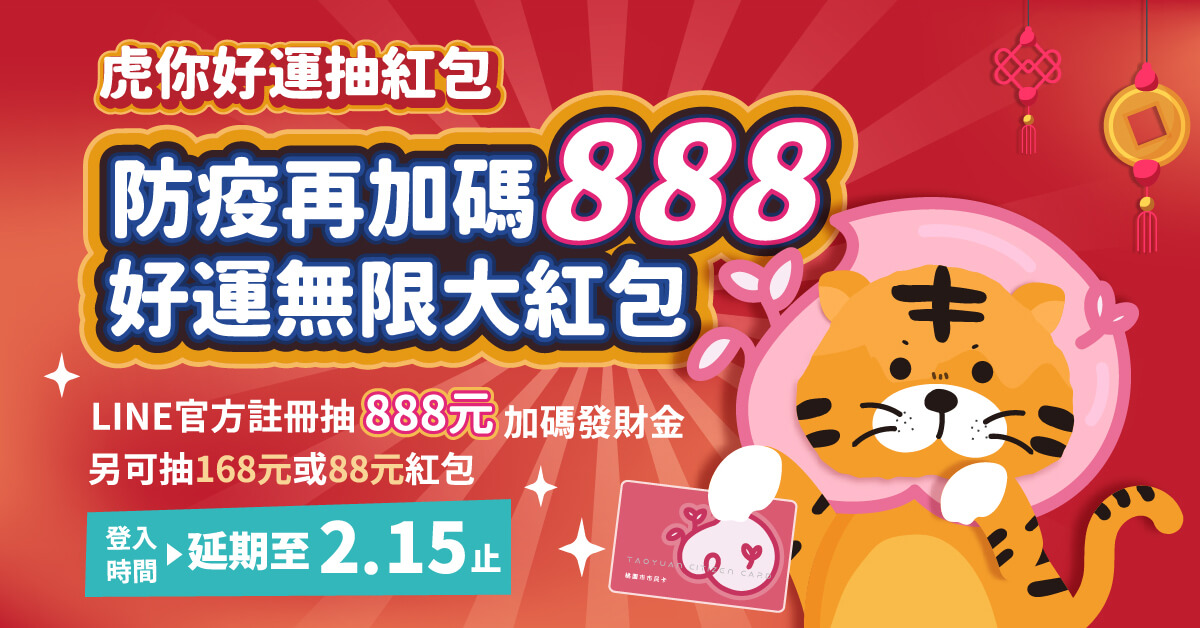 虎你好運抽紅包
防疫再加碼888
好運無限大紅包
LINE官方註冊抽888元加碼發財金
另可抽168元或88元紅包
登入
時間
延期至2.15止
TAOYUAN CITIZEN CARD
桃園市市民卡